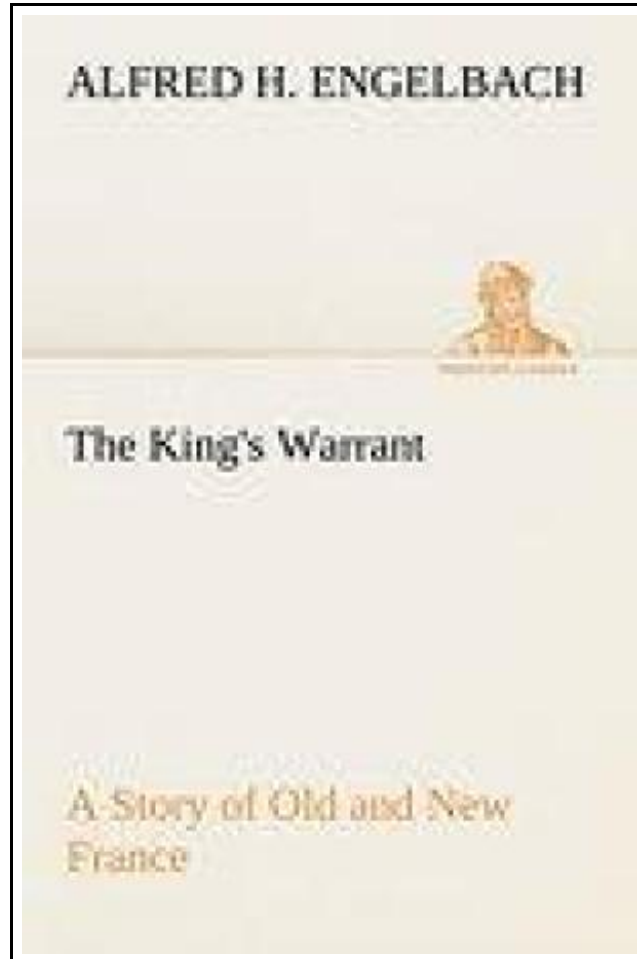 ALFRED H. ENGELBACH
The King's Warrant
A Story of Old and New
France